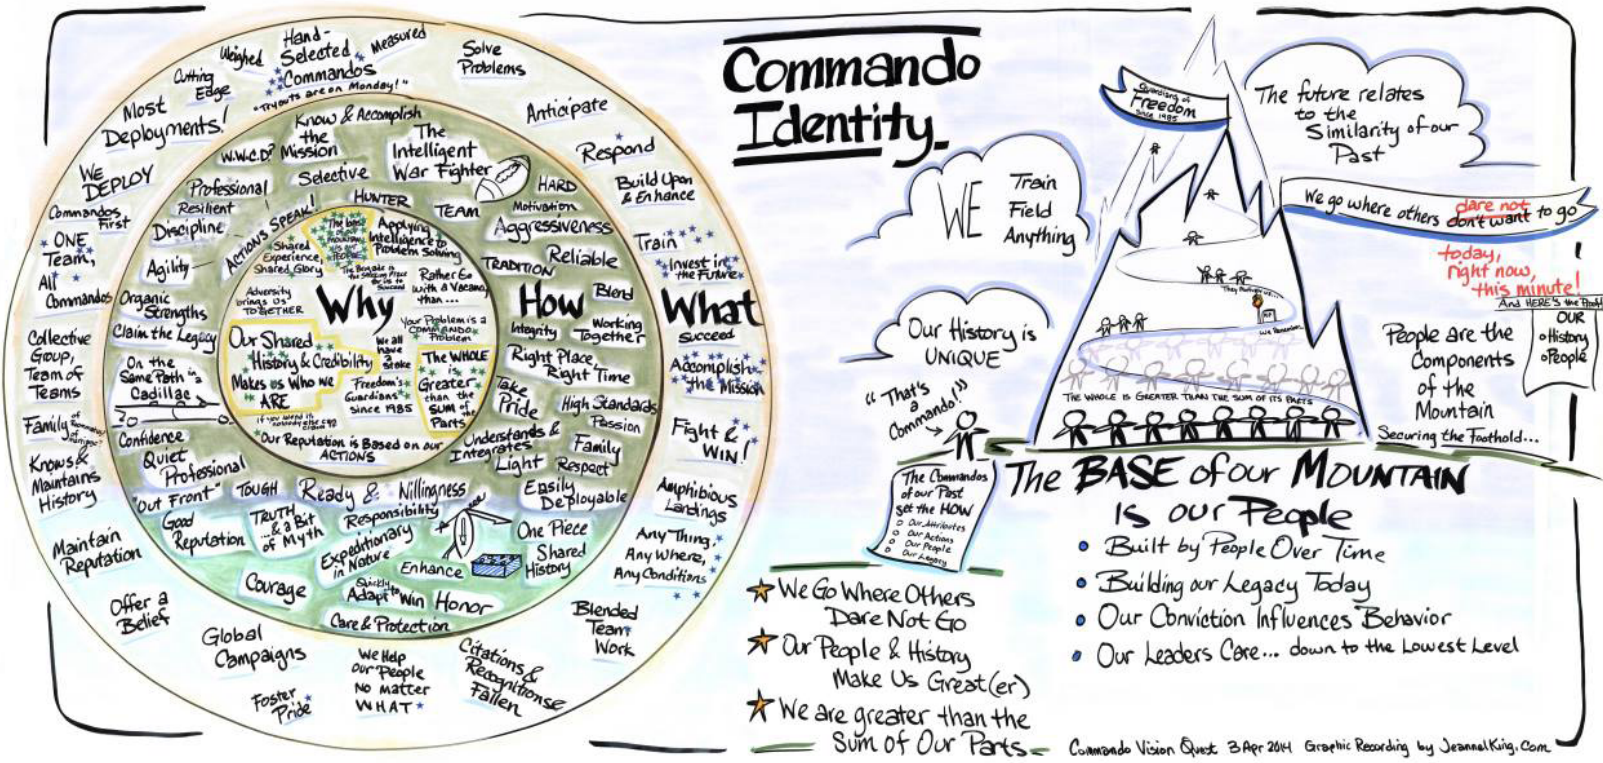 Commando
Identity
Hand-
Selected
Commandos
"Tryouts are on Monday!"
Weighed
Measured
Cutting
Edge
Most
Deployments!
WE
DEPLOY
Commandos
First
ONE
Team,
All
Commandos
Collective
Group,
Team of
Teams
Family
Knows &
Maintains
History
Maintain
Reputation
Offer a
Belief
Global
Campaigns
Foster
Pride
We Help
Our People
No Matter
WHAT
Citations &
Recognitionse
Fallen
Blended
Team
Work
Any Thing,
Any Where,
Any Conditions
Amphibious
Landings
Fight &
WIN!
Accomplish
the Mission
Succeed
What
Invest in
the Future
Train
Build Upon
& Enhance
Respond
Anticipate
Solve
Problems
Know & Accomplish
the
Mission
W.W.C.D?
The
Intelligent
War Fighter
Selective
HUNTER
TEAM
HARD
Motivation
Aggressiveness
Reliable
TRADITION
How
Blend
Integrity
Working
Together
Right Place,
Right Time
Take
Pride
High Standards
Passion
Family
Respect
Understands &
Integrates
Light
Easily
Deployable
One Piece
Shared
History
Enhance
Honor
Quickly
Adapt to Win
Care & Protection
Courage
Expeditionary
in Nature
Responsibility
Ready & Willingness
TOUGH
TRUTH
...& a Bit
of Myth
Good
Reputation
"Out Front"
Quiet
Professional
Confidence
On the
Same Path in a
Cadillac
Claim the Legacy
Organic
Strengths
Agility
Discipline
Professional
Resilient
ACTIONS SPEAK!
Why
The base
of our
mountain
is our
PEOPLE
Applying
Intelligence to
Problem Solving
Shared
Experience,
Shared Glory
Rather Go
with a Vacancy
than...
Adversity
brings us
TOGETHER
Your Problem is a
COMMANDO
Problem
We all
have
a
Stake
Our Shared
History & Credibility
Makes us Who we
ARE
Freedom's
Guardians
Since 1985
The WHOLE
is
Greater
than the
SUM of the
Parts
Our Reputation is Based on our
ACTIONS
WE
Train
Field
Anything
Our History is
UNIQUE
"That's
a
Commando!"
The Commandos
of our Past
set the HOW
Our Attributes
Our Actions
Our People
Our Legacy
We Go Where Others
Dare Not Go
Our People & History
Make Us Great(er)
We are greater than the
Sum of Our Parts
Guardians of
Freedom
since 1985
The future relates
to the
Similarity of our
Past
We go where others don't want to go
dare not
today,
right now,
this minute!
And HERE's the Proof!
OUR
History
People
People are the
Components
of the
Mountain
Securing the Foothold...
They Motivate us...
We Remember
THE WHOLE IS GREATER THAN THE SUM OF ITS PARTS
The BASE of our MOUNTAIN
is our People
Built by People Over Time
Building our Legacy Today
Our Conviction Influences Behavior
Our Leaders Care... down to the Lowest Level
Commando Vision Quest 3 Apr 2014 Graphic Recording by JeannelKing.com